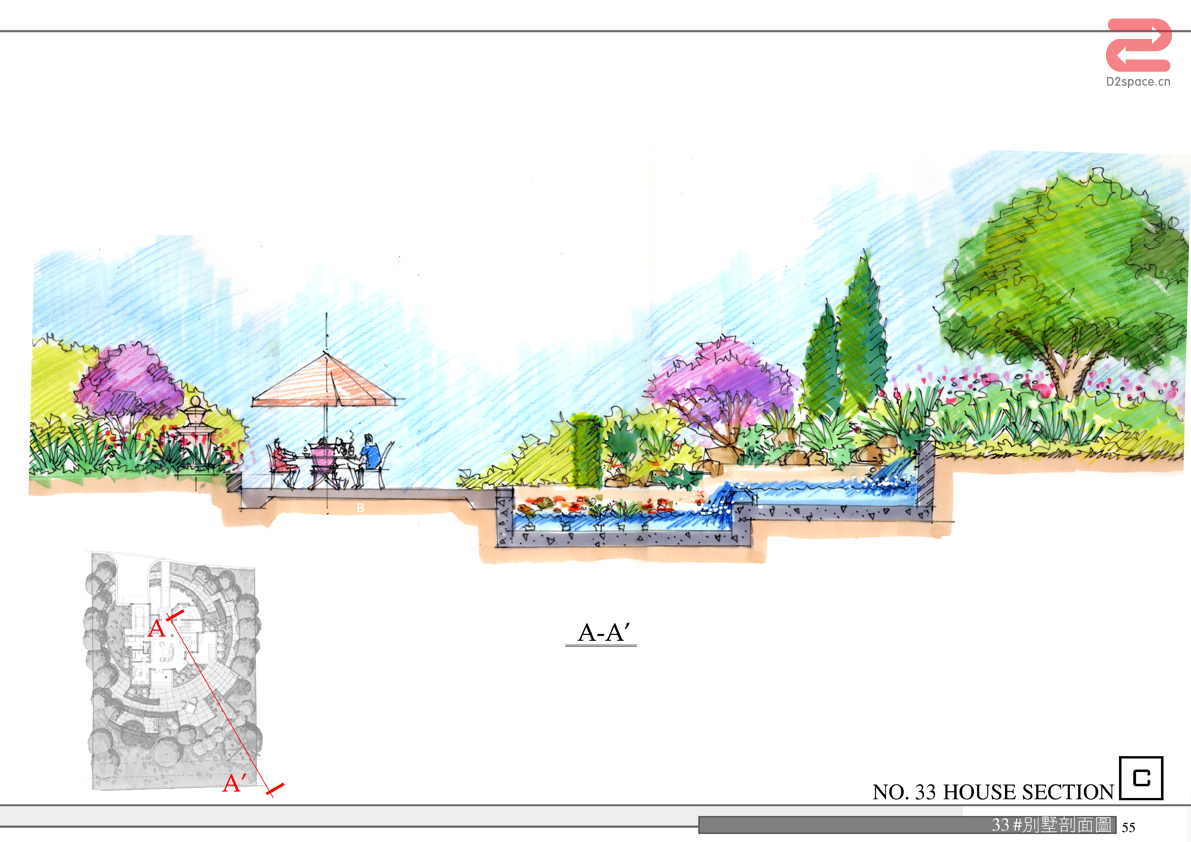 D2space.cn
B
A
A-A′
A′
NO. 33 HOUSE SECTION
C
33#別墅剖面圖
55